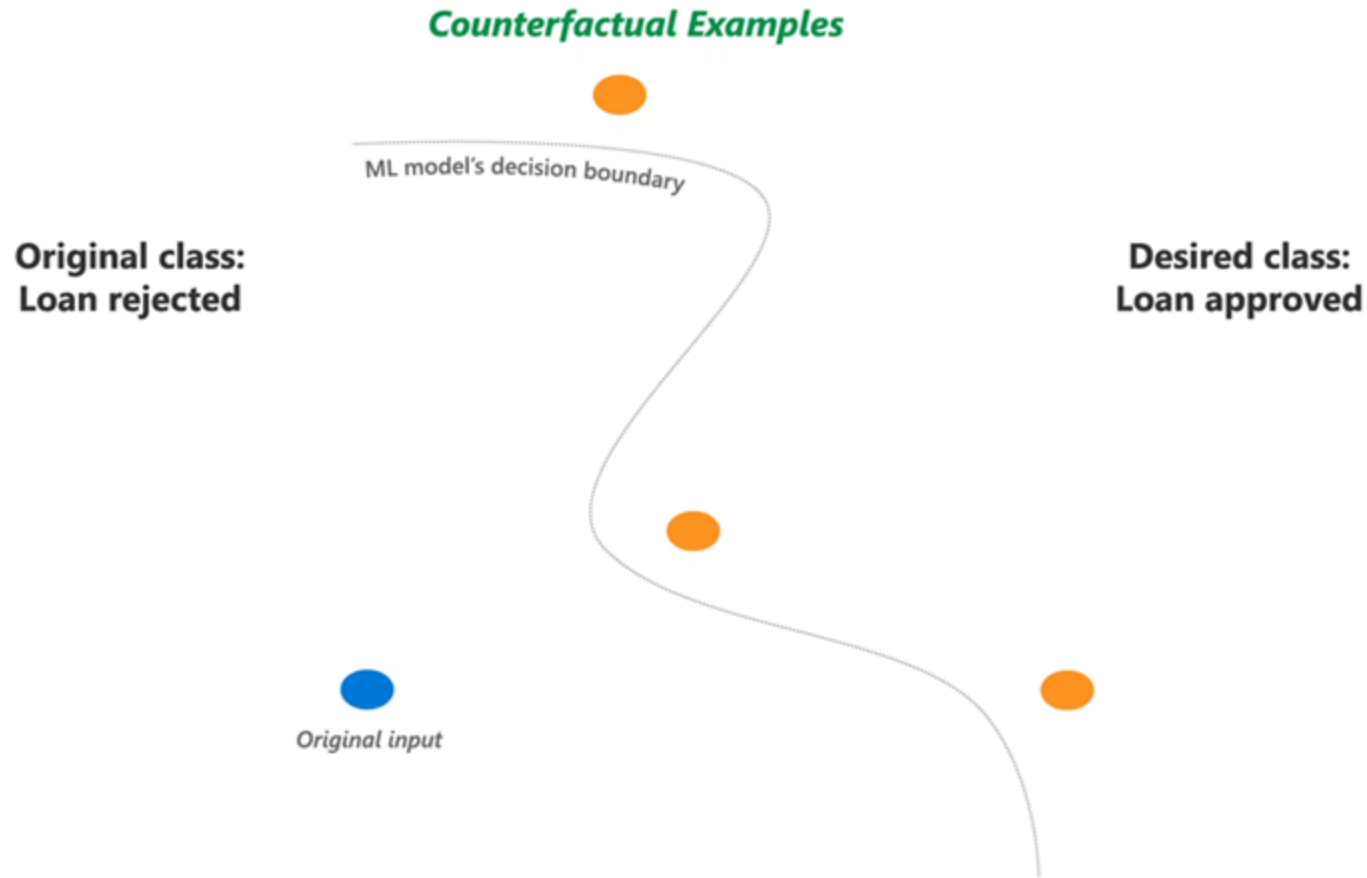 Counterfactual Examples
ML model's decision boundary
Original class:
Loan rejected
Desired class:
Loan approved
Original input